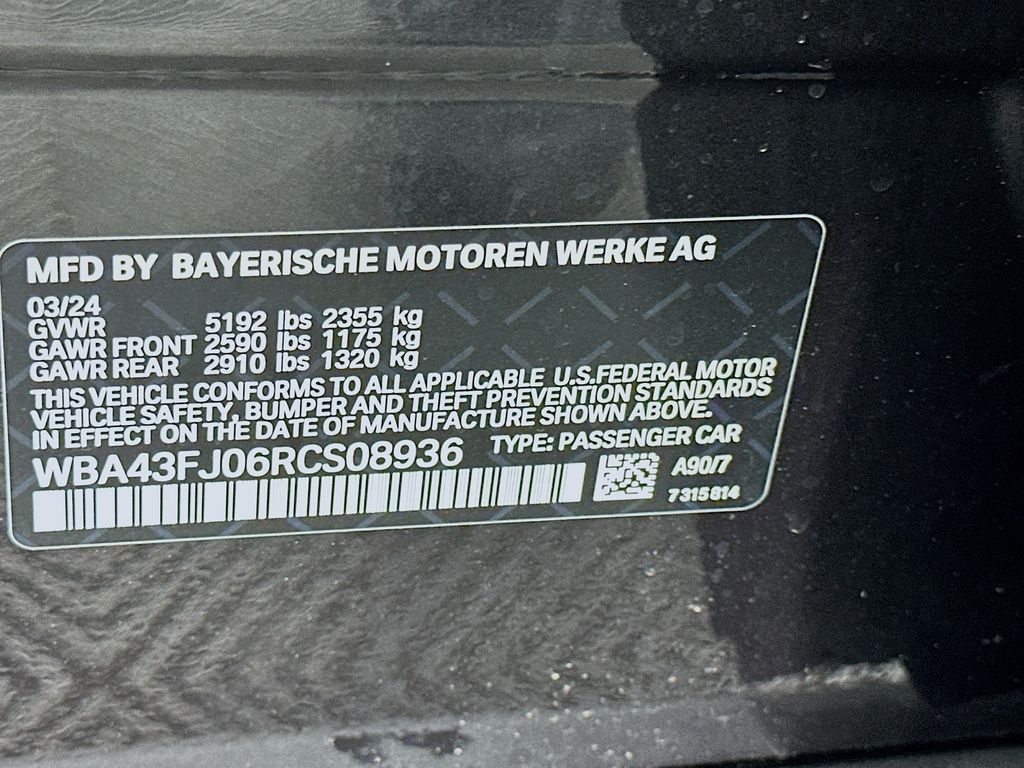 MFD BY BAYERISCHE MOTOREN WERKE AG
03/24
GVWR 5192 lbs 2355 kg
GAWR FRONT 2590 lbs 1175 kg
GAWR REAR 2910 lbs 1320 kg
THIS VEHICLE CONFORMS TO ALL APPLICABLE U.S.FEDERAL MOTOR
VEHICLE SAFETY, BUMPER AND THEFT PREVENTION STANDARDS
IN EFFECT ON THE DATE OF MANUFACTURE SHOWN ABOVE.
WBA43FJ06RCS08936 TYPE: PASSENGER CAR
A90/7
7315814